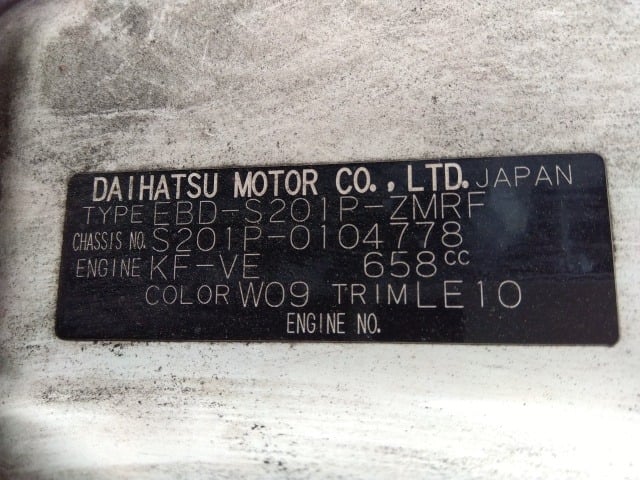 DAIHATSU MOTOR CO., LTD. JAPAN
TYPE EBD-S201P-ZMRF
CHASSIS NO. S201P-0104778
ENGINE KF-VE 658CC
COLOR W09 TRIM LE10
ENGINE NO.